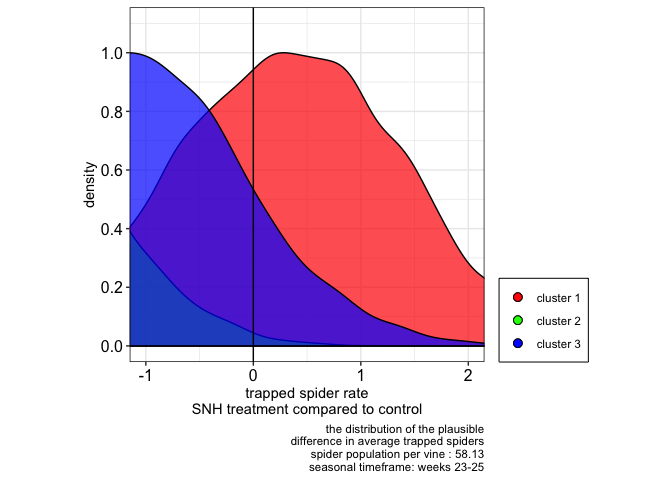 1.0
0.8
0.6
0.4
0.2
0.0
density
-1 0 1 2
trapped spider rate
SNH treatment compared to control
cluster 1
cluster 2
cluster 3
the distribution of the plausible
difference in average trapped spiders
spider population per vine : 58.13
seasonal timeframe: weeks 23-25